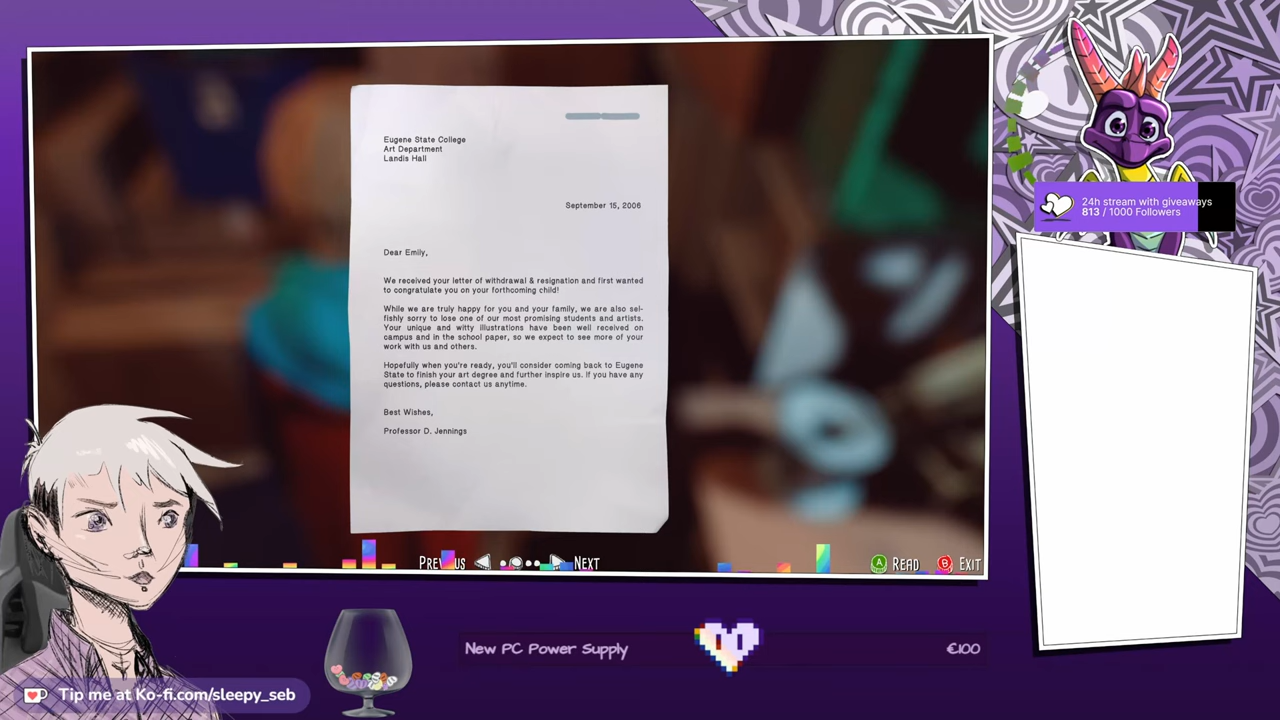 Eugene State College
Art Department
Landis Hall
September 15, 2006
Dear Emily,
We received your letter of withdrawal & resignation and first wanted
to congratulate you on your forthcoming child!
While we are truly happy for you and your family, we are also sel-
fishly sorry to lose one of our most promising students and artists.
Your unique and witty illustrations have been well received on
campus and in the school paper, so we expect to see more of your
work with us and others.
Hopefully when you're ready, you'll consider coming back to Eugene
State to finish your art degree and further inspire us. If you have any
questions, please contact us anytime.
Best Wishes,
Professor D. Jennings
NEXT
A READ B EXIT
24h stream with giveaways
813 / 1000 Followers
New PC Power Supply €100
Tip me at Ko-fi.com/sleepy_seb